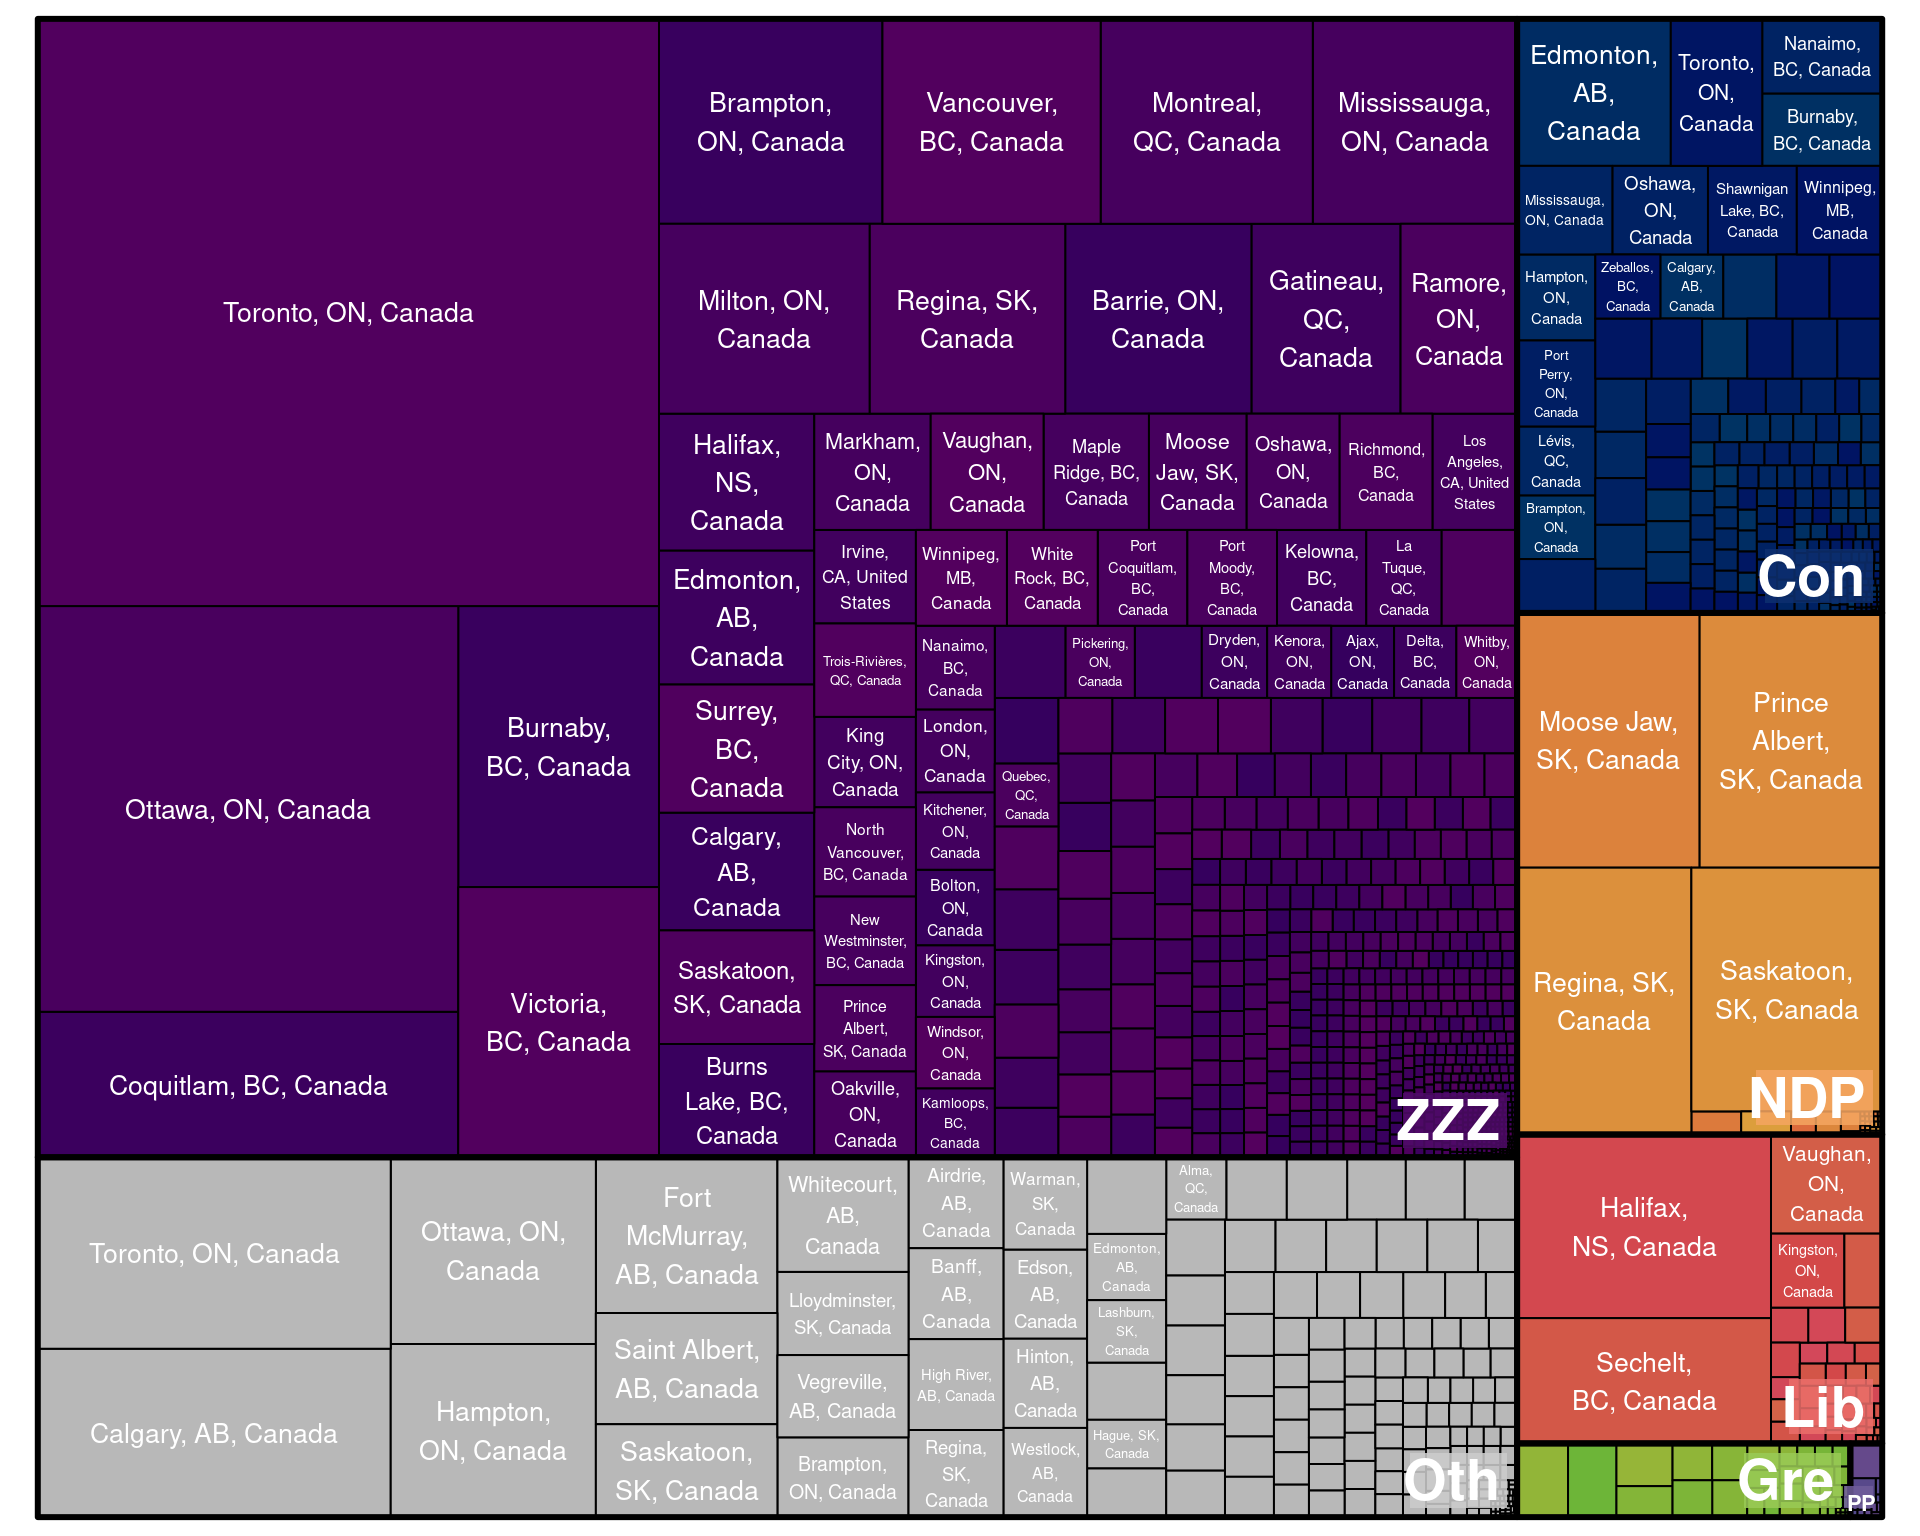 Toronto, ON, Canada
Ottawa, ON, Canada
Coquitlam, BC, Canada
Burnaby,
BC, Canada
Victoria,
BC, Canada
Brampton,
ON, Canada
Vancouver,
BC, Canada
Montreal,
QC, Canada
Mississauga,
ON, Canada
Milton, ON,
Canada
Regina, SK,
Canada
Barrie, ON,
Canada
Gatineau,
QC,
Canada
Ramore,
ON,
Canada
Halifax,
NS,
Canada
Edmonton,
AB,
Canada
Surrey,
BC,
Canada
Calgary,
AB,
Canada
Saskatoon,
SK, Canada
Burns
Lake, BC,
Canada
Markham,
ON,
Canada
Vaughan,
ON,
Canada
Maple
Ridge, BC,
Canada
Moose
Jaw, SK,
Canada
Oshawa,
ON,
Canada
Richmond,
BC,
Canada
Los
Angeles,
CA, United
States
Irvine,
CA, United
States
Trois-Rivières,
QC, Canada
King
City, ON,
Canada
North
Vancouver,
BC, Canada
New
Westminster,
BC, Canada
Prince
Albert,
SK, Canada
Oakville,
ON,
Canada
Winnipeg,
MB,
Canada
White
Rock, BC,
Canada
Port
Coquitlam,
BC,
Canada
Port
Moody,
BC,
Canada
Kelowna,
BC,
Canada
La
Tuque,
QC,
Canada
Nanaimo,
BC,
Canada
London,
ON,
Canada
Kitchener,
ON,
Canada
Bolton,
ON,
Canada
Kingston,
ON,
Canada
Windsor,
ON,
Canada
Kamloops,
BC,
Canada
Pickering,
ON,
Canada
Dryden,
ON,
Canada
Kenora,
ON,
Canada
Ajax,
ON,
Canada
Delta,
BC,
Canada
Whitby,
ON,
Canada
Quebec,
QC,
Canada
ZZZ
Edmonton,
AB,
Canada
Toronto,
ON,
Canada
Nanaimo,
BC, Canada
Burnaby,
BC, Canada
Mississauga,
ON, Canada
Oshawa,
ON,
Canada
Shawnigan
Lake, BC,
Canada
Winnipeg,
MB,
Canada
Hampton,
ON,
Canada
Zeballos,
BC,
Canada
Calgary,
AB,
Canada
Port
Perry,
ON,
Canada
Lévis,
QC,
Canada
Brampton,
ON,
Canada
Con
Moose Jaw,
SK, Canada
Prince
Albert,
SK, Canada
Regina, SK,
Canada
Saskatoon,
SK, Canada
NDP
Toronto, ON, Canada
Calgary, AB, Canada
Ottawa, ON,
Canada
Hampton,
ON, Canada
Fort
McMurray,
AB, Canada
Saint Albert,
AB, Canada
Saskatoon,
SK, Canada
Whitecourt,
AB,
Canada
Lloydminster,
SK, Canada
Vegreville,
AB, Canada
Brampton,
ON, Canada
Airdrie,
AB,
Canada
Banff,
AB,
Canada
High River,
AB, Canada
Regina,
SK,
Canada
Warman,
SK,
Canada
Edson,
AB,
Canada
Hinton,
AB,
Canada
Westlock,
AB,
Canada
Edmonton,
AB,
Canada
Lashburn,
SK,
Canada
Hague, SK,
Canada
Alma,
QC,
Canada
Oth
Halifax,
NS, Canada
Sechelt,
BC, Canada
Vaughan,
ON,
Canada
Kingston,
ON,
Canada
Lib
Gre
PP